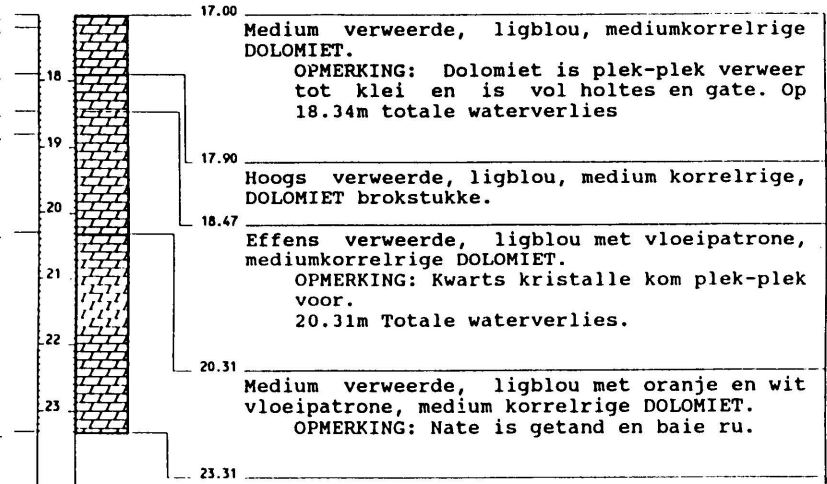 17.00
Medium verweerde, ligblou, mediumkorrelrige
DOLOMIET.
OPMERKING: Dolomiet is plek-plek verweer
tot klei en is vol holtes en gate. Op
18.34m totale waterverlies
18
19
17.90
Hoogs verweerde, ligblou, medium korrelrige,
DOLOMIET brokstukke.
20
18.47
Effens verweerde, ligblou met vloeipatrone,
mediumkorrelrige DOLOMIET.
OPMERKING: Kwarts kristalle kom plek-plek
voor.
20.31m Totale waterverlies.
21
22
20.31
Medium verweerde, ligblou met oranje en wit
vloeipatrone, medium korrelrige DOLOMIET.
OPMERKING: Nate is getand en baie ru.
23
23.31